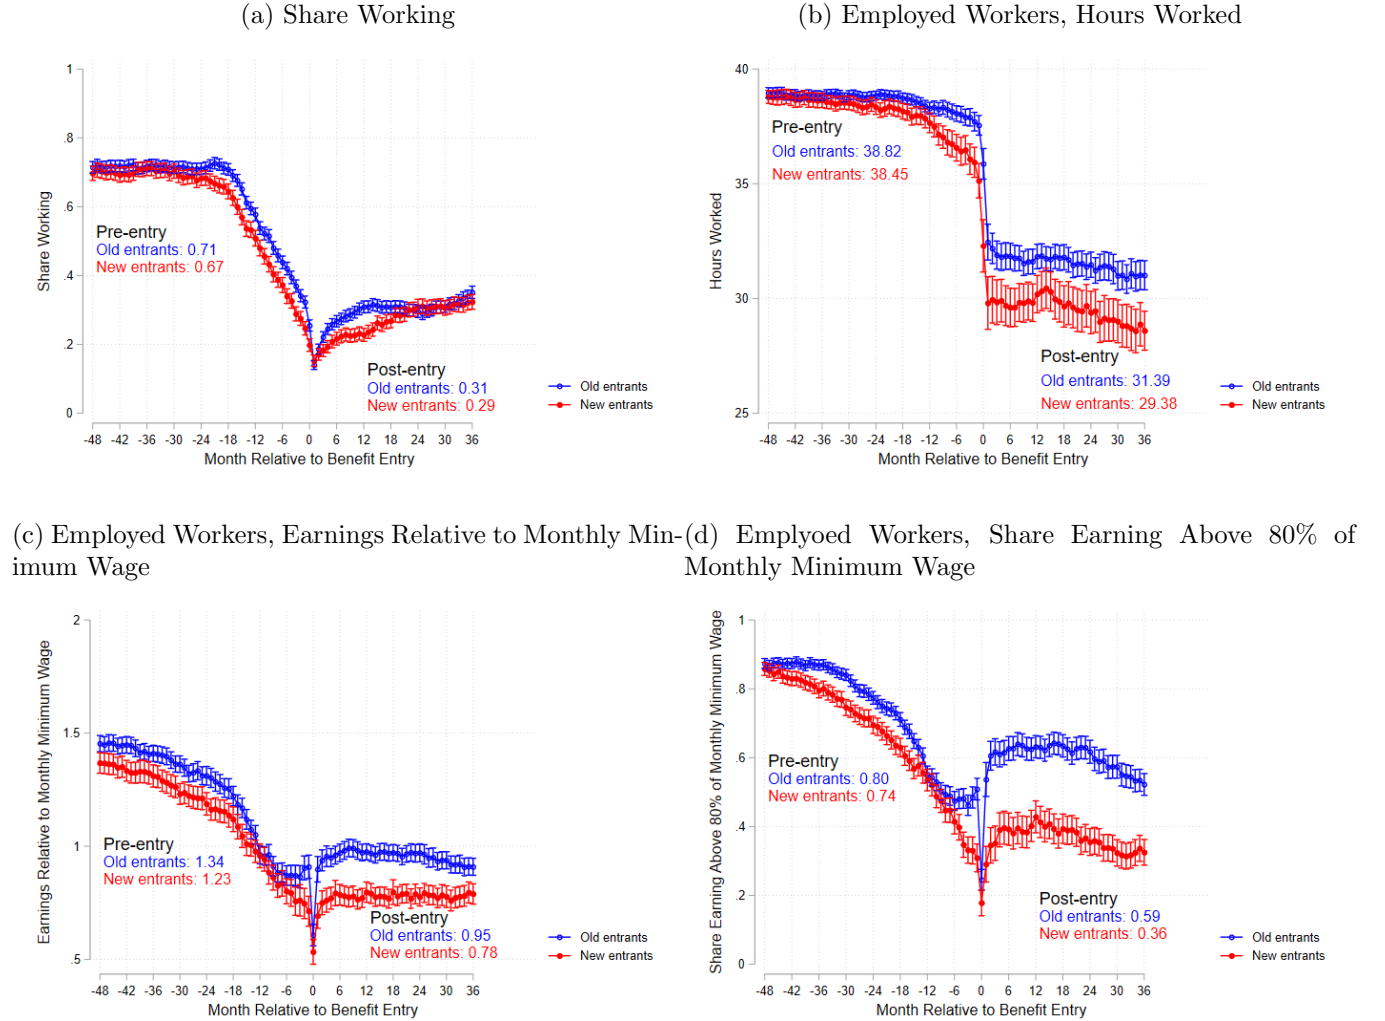 (a) Share Working
1
.8
.6
.4
.2
0
Share Working
Pre-entry
Old entrants: 0.71
New entrants: 0.67
Post-entry
Old entrants: 0.31
New entrants: 0.29
Old entrants
New entrants
-48 -42 -36 -30 -24 -18 -12 -6 0 6 12 18 24 30 36
Month Relative to Benefit Entry
(b) Employed Workers, Hours Worked
40
35
30
25
Hours Worked
Pre-entry
Old entrants: 38.82
New entrants: 38.45
Post-entry
Old entrants: 31.39
New entrants: 29.38
Old entrants
New entrants
-48 -42 -36 -30 -24 -18 -12 -6 0 6 12 18 24 30 36
Month Relative to Benefit Entry
(c) Employed Workers, Earnings Relative to Monthly Min-
imum Wage
2
1.5
1
.5
Earnings Relative to Monthly Minimum Wage
Pre-entry
Old entrants: 1.34
New entrants: 1.23
Post-entry
Old entrants: 0.95
New entrants: 0.78
Old entrants
New entrants
-48 -42 -36 -30 -24 -18 -12 -6 0 6 12 18 24 30 36
Month Relative to Benefit Entry
(d) Emplyoed Workers, Share Earning Above 80% of
Monthly Minimum Wage
1
.8
.6
.4
.2
0
Share Earning Above 80% of Monthly Minimum Wage
Pre-entry
Old entrants: 0.80
New entrants: 0.74
Post-entry
Old entrants: 0.59
New entrants: 0.36
Old entrants
New entrants
-48 -42 -36 -30 -24 -18 -12 -6 0 6 12 18 24 30 36
Month Relative to Benefit Entry